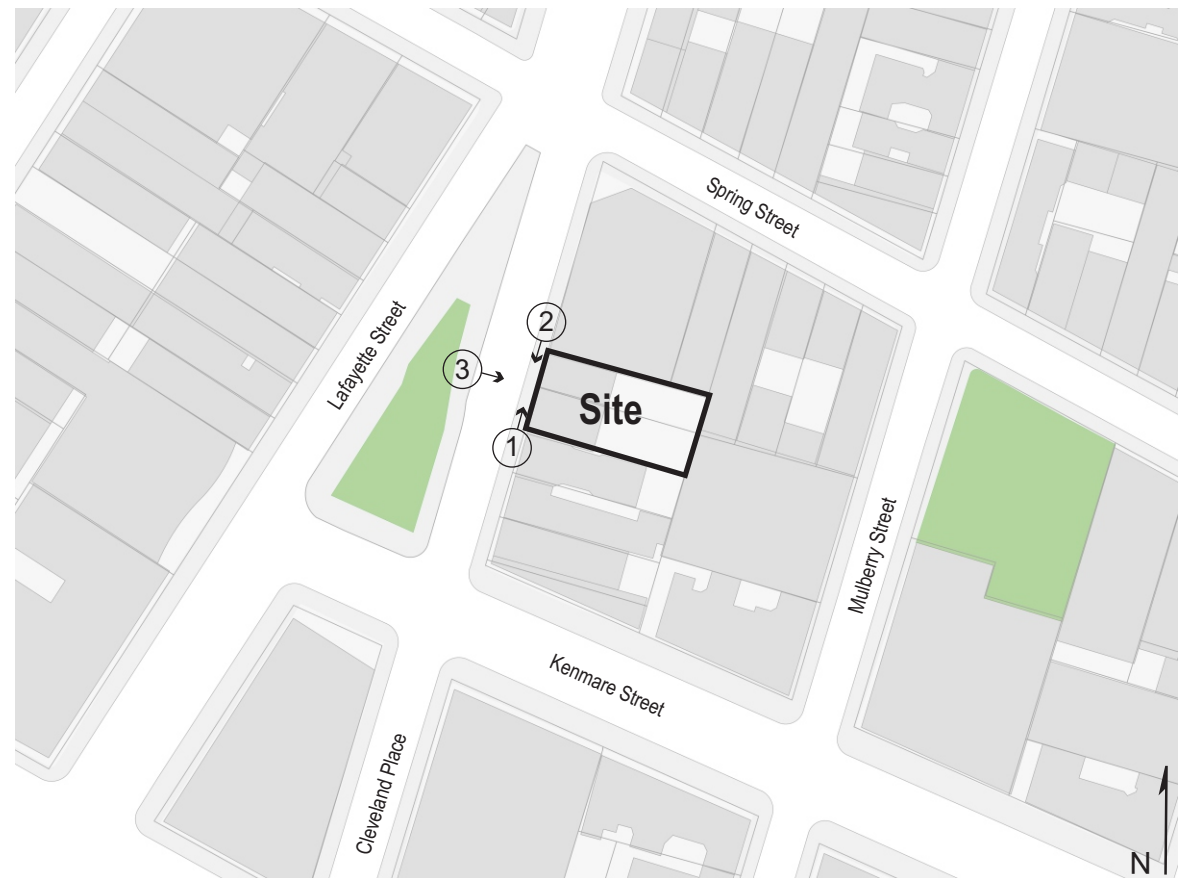 Spring Street
Lafayette Street
2
3
Site
1
Mulberry Street
Kenmare Street
Cleveland Place
N